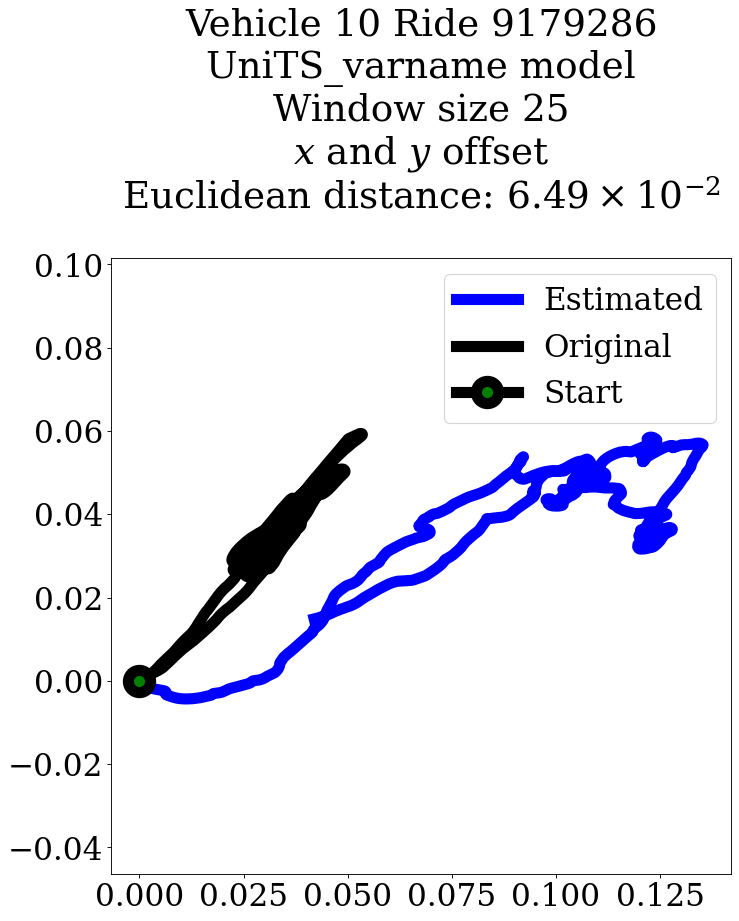 Vehicle 10 Ride 9179286
UniTS_varname model
Window size 25
x and y offset
Euclidean distance: 6.49 × 10⁻²
Estimated
Original
Start
0.10
0.08
0.06
0.04
0.02
0.00
−0.02
−0.04
0.000 0.025 0.050 0.075 0.100 0.125